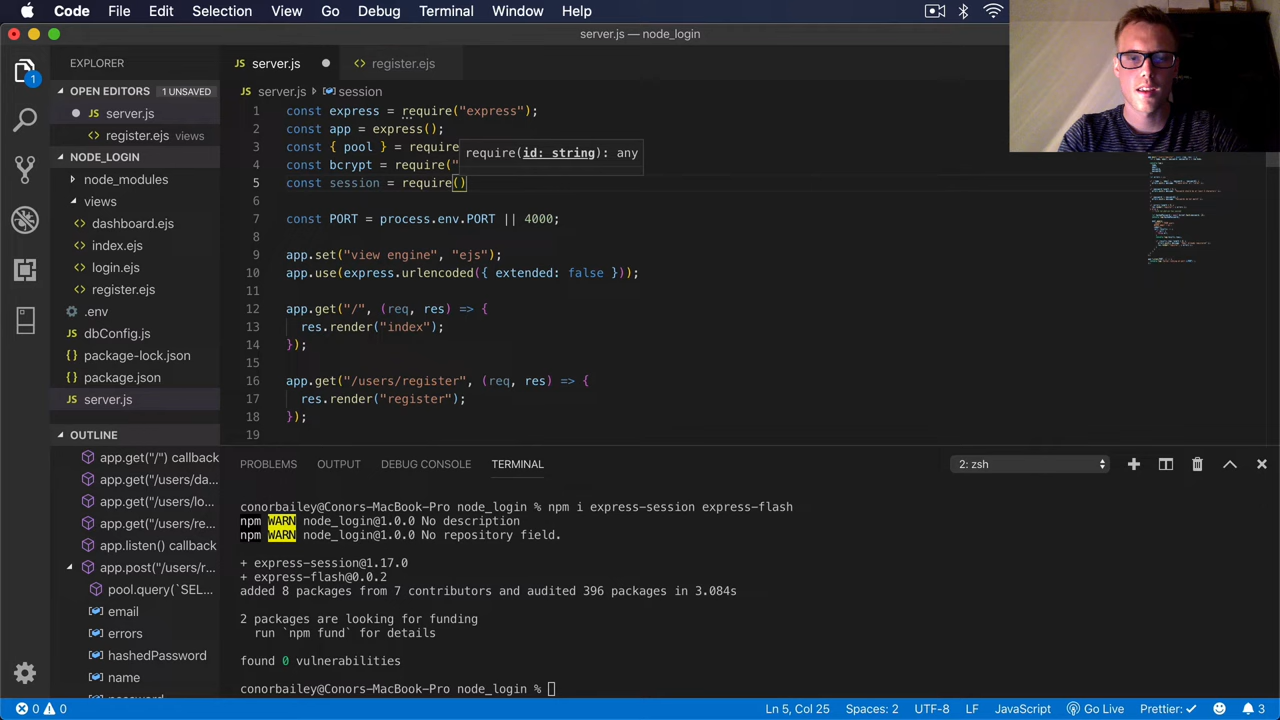 Code File Edit Selection View Go Debug Terminal Window Help
server.js — node_login
EXPLORER
OPEN EDITORS 1 UNSAVED
server.js
register.ejs views
NODE_LOGIN
node_modules
views
dashboard.ejs
index.ejs
login.ejs
register.ejs
.env
dbConfig.js
package-lock.json
package.json
server.js
OUTLINE
app.get("/") callback
app.get("/users/da...
app.get("/users/lo...
app.get("/users/re...
app.listen() callback
app.post("/users/r...
pool.query(`SEL...
email
errors
hashedPassword
name
1
server.js
register.ejs
server.js session
1 const express = require("express");
2 const app = express();
3 const { pool } = require
4 const bcrypt = require("
5 const session = require()
require(id: string): any
6
7 const PORT = process.env.PORT || 4000;
8
9 app.set("view engine", "ejs");
10 app.use(express.urlencoded({ extended: false }));
11
12 app.get("/", (req, res) => {
13 res.render("index");
14 });
15
16 app.get("/users/register", (req, res) => {
17 res.render("register");
18 });
19
PROBLEMS OUTPUT DEBUG CONSOLE TERMINAL 2: zsh
conorbailey@Conors-MacBook-Pro node_login % npm i express-session express-flash
npm WARN node_login@1.0.0 No description
npm WARN node_login@1.0.0 No repository field.
+ express-session@1.17.0
+ express-flash@0.0.2
added 8 packages from 7 contributors and audited 396 packages in 3.084s
2 packages are looking for funding
run `npm fund` for details
found 0 vulnerabilities
conorbailey@Conors-MacBook-Pro node_login %
0 0 Ln 5, Col 25 Spaces: 2 UTF-8 LF JavaScript Go Live Prettier: 3